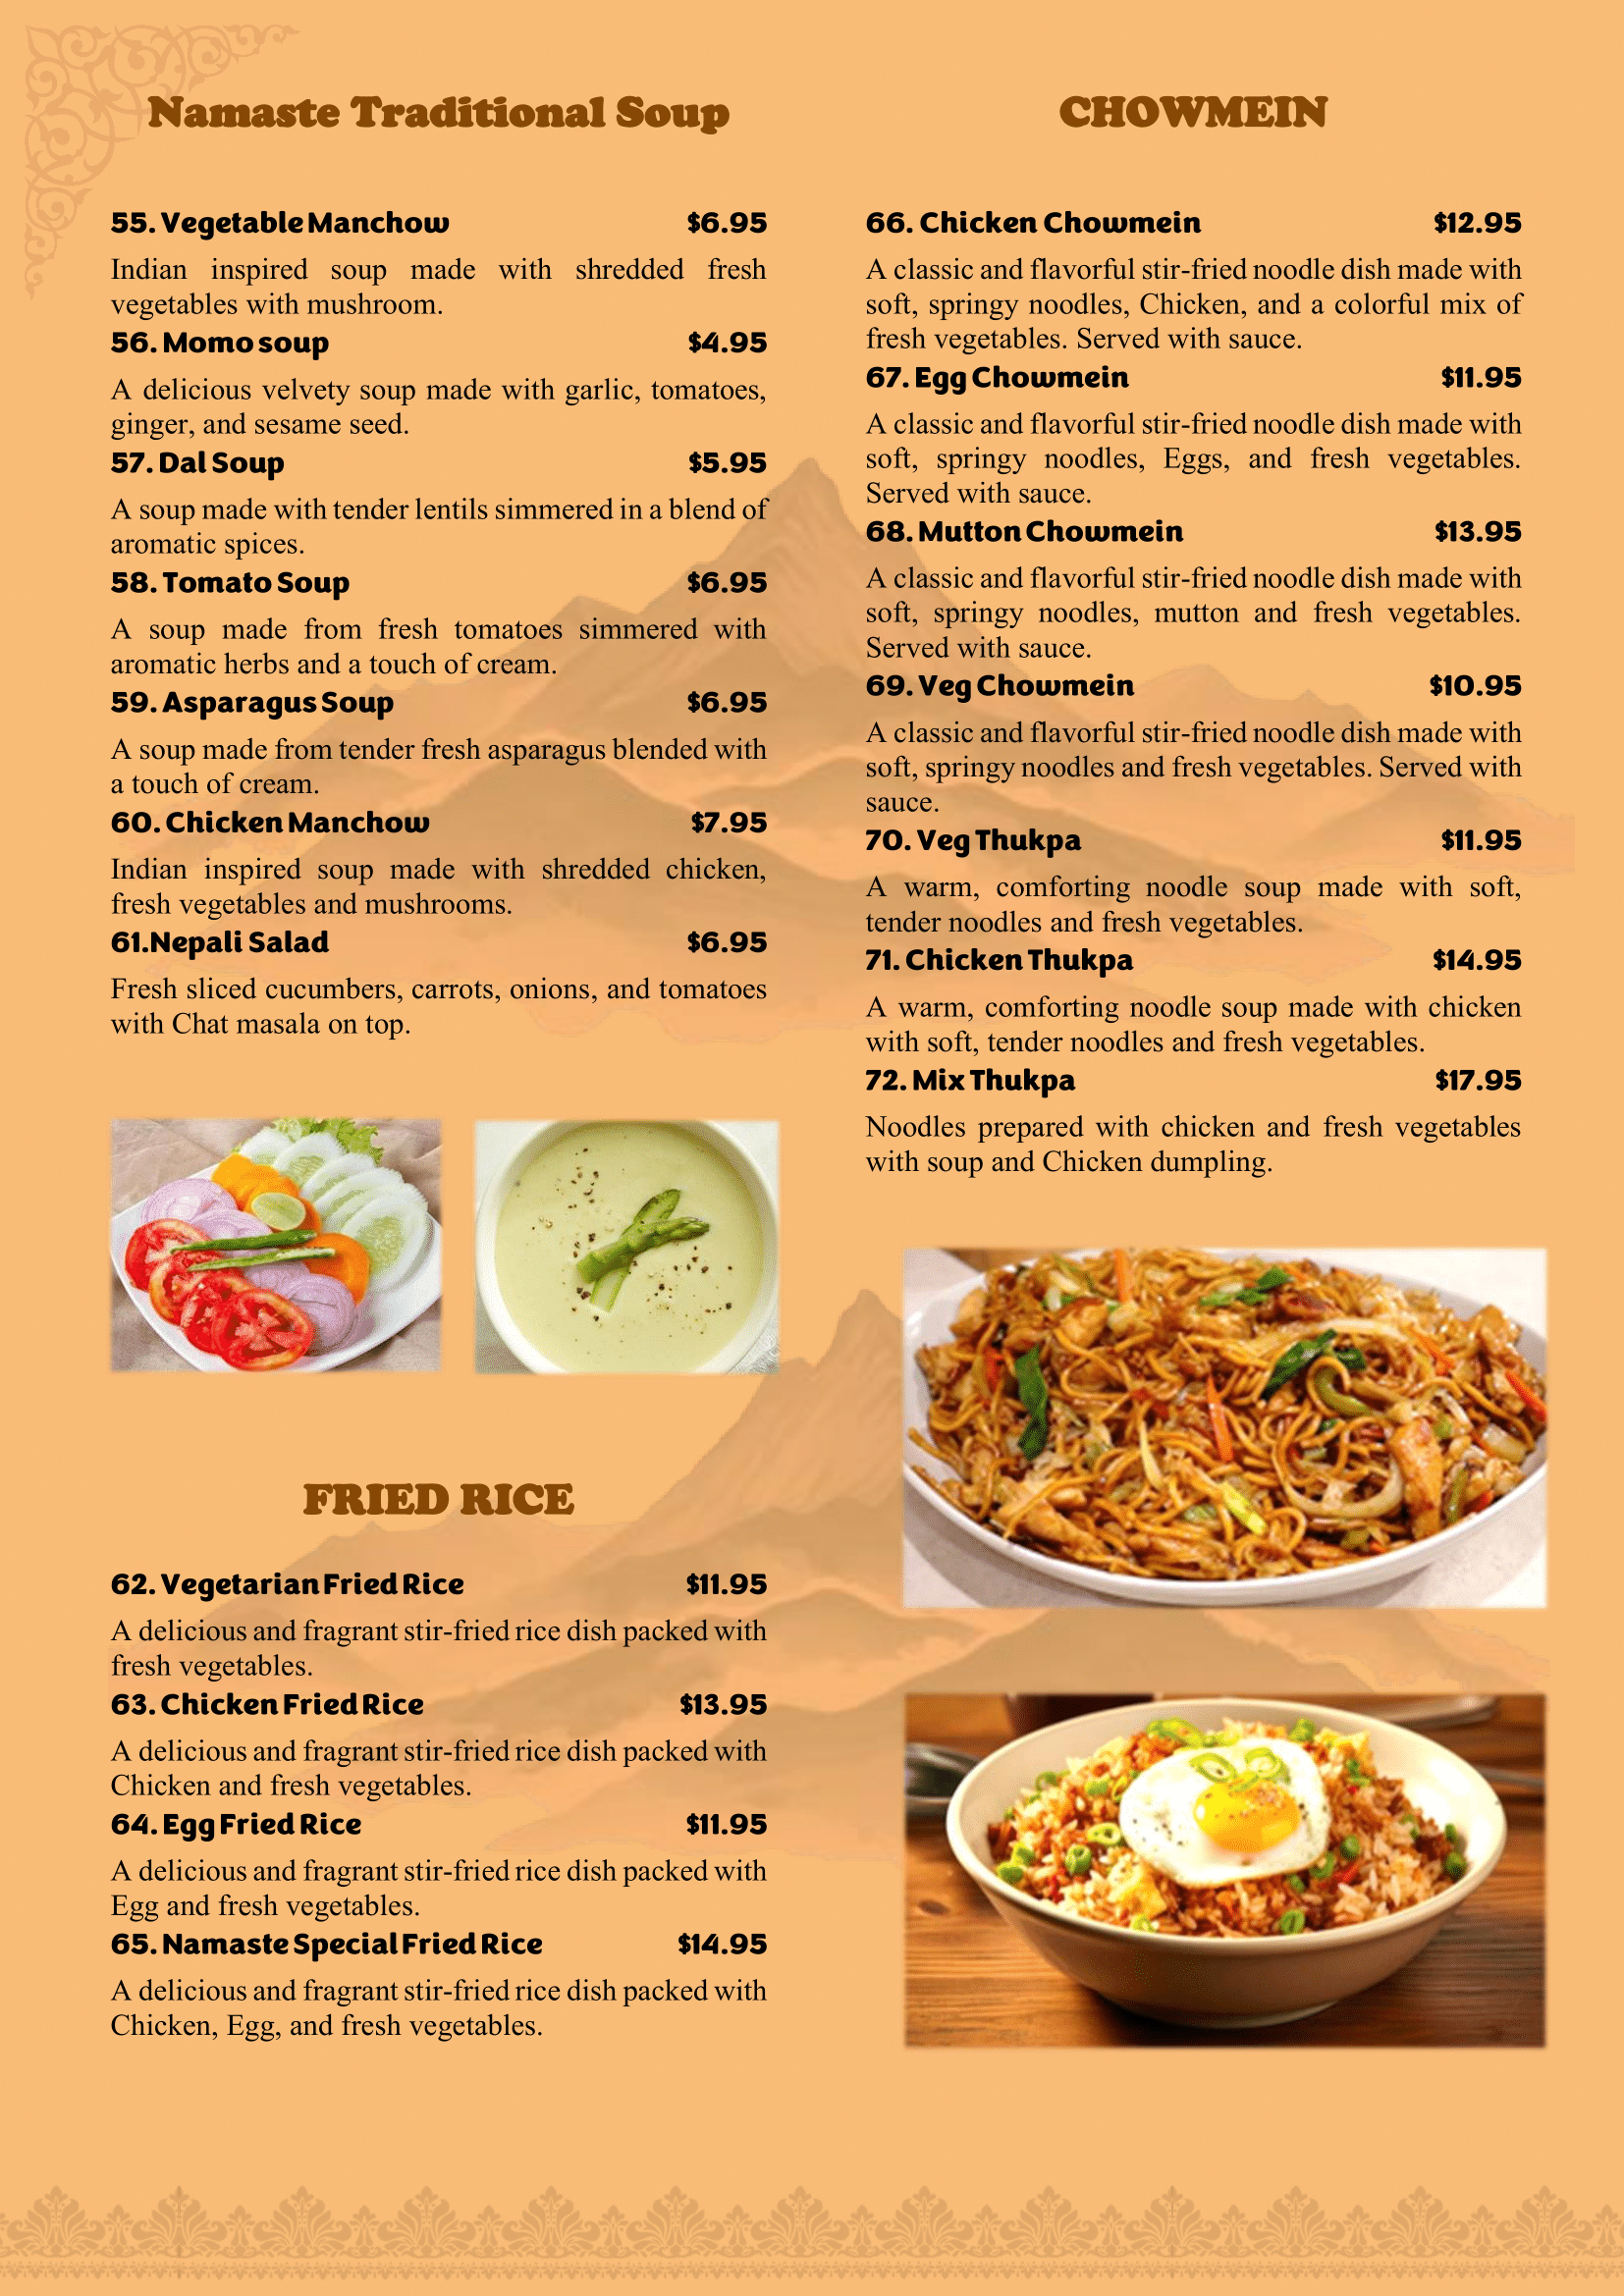 Namaste Traditional Soup
55. Vegetable Manchow $6.95
Indian inspired soup made with shredded fresh
vegetables with mushroom.
56. Momo soup $4.95
A delicious velvety soup made with garlic, tomatoes,
ginger, and sesame seed.
57. Dal Soup $5.95
A soup made with tender lentils simmered in a blend of
aromatic spices.
58. Tomato Soup $6.95
A soup made from fresh tomatoes simmered with
aromatic herbs and a touch of cream.
59. Asparagus Soup $6.95
A soup made from tender fresh asparagus blended with
a touch of cream.
60. Chicken Manchow $7.95
Indian inspired soup made with shredded chicken,
fresh vegetables and mushrooms.
61.Nepali Salad $6.95
Fresh sliced cucumbers, carrots, onions, and tomatoes
with Chat masala on top.
FRIED RICE
62. Vegetarian Fried Rice $11.95
A delicious and fragrant stir-fried rice dish packed with
fresh vegetables.
63. Chicken Fried Rice $13.95
A delicious and fragrant stir-fried rice dish packed with
Chicken and fresh vegetables.
64. Egg Fried Rice $11.95
A delicious and fragrant stir-fried rice dish packed with
Egg and fresh vegetables.
65. Namaste Special Fried Rice $14.95
A delicious and fragrant stir-fried rice dish packed with
Chicken, Egg, and fresh vegetables.
CHOWMEIN
66. Chicken Chowmein $12.95
A classic and flavorful stir-fried noodle dish made with
soft, springy noodles, Chicken, and a colorful mix of
fresh vegetables. Served with sauce.
67. Egg Chowmein $11.95
A classic and flavorful stir-fried noodle dish made with
soft, springy noodles, Eggs, and fresh vegetables.
Served with sauce.
68. Mutton Chowmein $13.95
A classic and flavorful stir-fried noodle dish made with
soft, springy noodles, mutton and fresh vegetables.
Served with sauce.
69. Veg Chowmein $10.95
A classic and flavorful stir-fried noodle dish made with
soft, springy noodles and fresh vegetables. Served with
sauce.
70. Veg Thukpa $11.95
A warm, comforting noodle soup made with soft,
tender noodles and fresh vegetables.
71. Chicken Thukpa $14.95
A warm, comforting noodle soup made with chicken
with soft, tender noodles and fresh vegetables.
72. Mix Thukpa $17.95
Noodles prepared with chicken and fresh vegetables
with soup and Chicken dumpling.